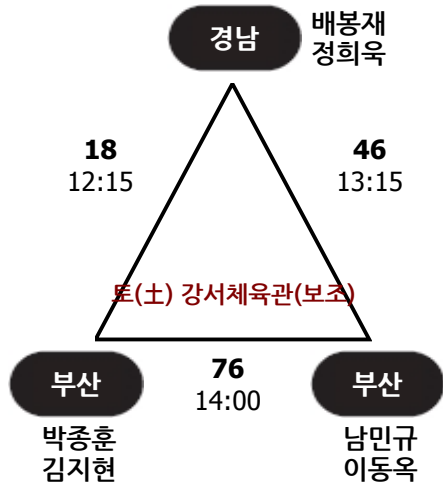 경남
배봉재
정희욱
18
12:15
46
13:15
토(土) 강서체육관(보조)
76
14:00
부산
박종훈
김지현
부산
남민규
이동옥